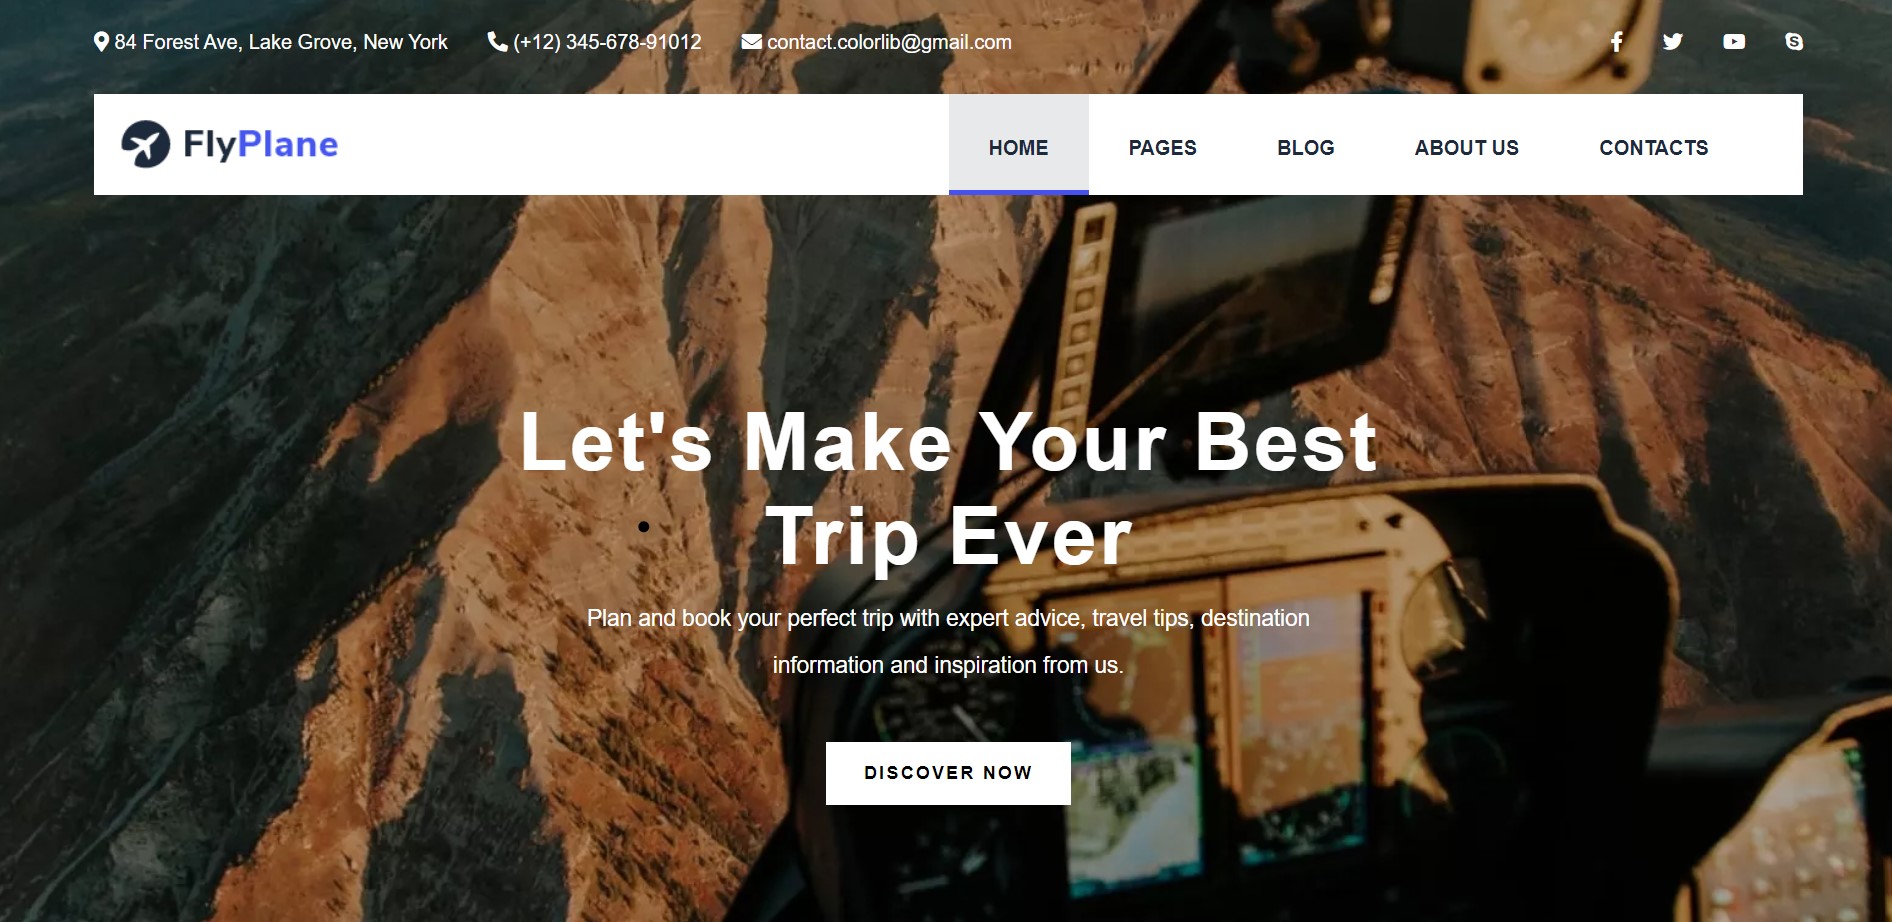 84 Forest Ave, Lake Grove, New York (+12) 345-678-91012 contact.colorlib@gmail.com
FlyPlane HOME PAGES BLOG ABOUT US CONTACTS
Let's Make Your Best
Trip Ever
Plan and book your perfect trip with expert advice, travel tips, destination
information and inspiration from us.
DISCOVER NOW